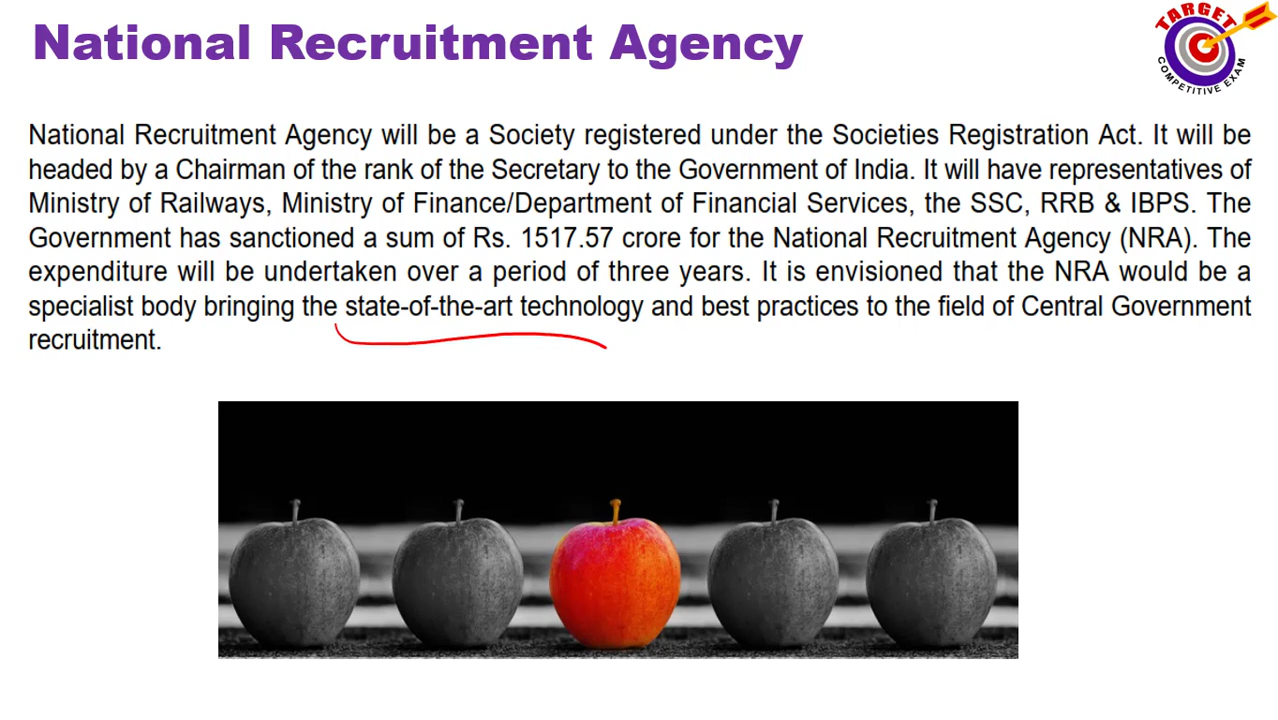 National Recruitment Agency
TARGET
COMPETITIVE EXAM
National Recruitment Agency will be a Society registered under the Societies Registration Act. It will be
headed by a Chairman of the rank of the Secretary to the Government of India. It will have representatives of
Ministry of Railways, Ministry of Finance/Department of Financial Services, the SSC, RRB & IBPS. The
Government has sanctioned a sum of Rs. 1517.57 crore for the National Recruitment Agency (NRA). The
expenditure will be undertaken over a period of three years. It is envisioned that the NRA would be a
specialist body bringing the state-of-the-art technology and best practices to the field of Central Government
recruitment.